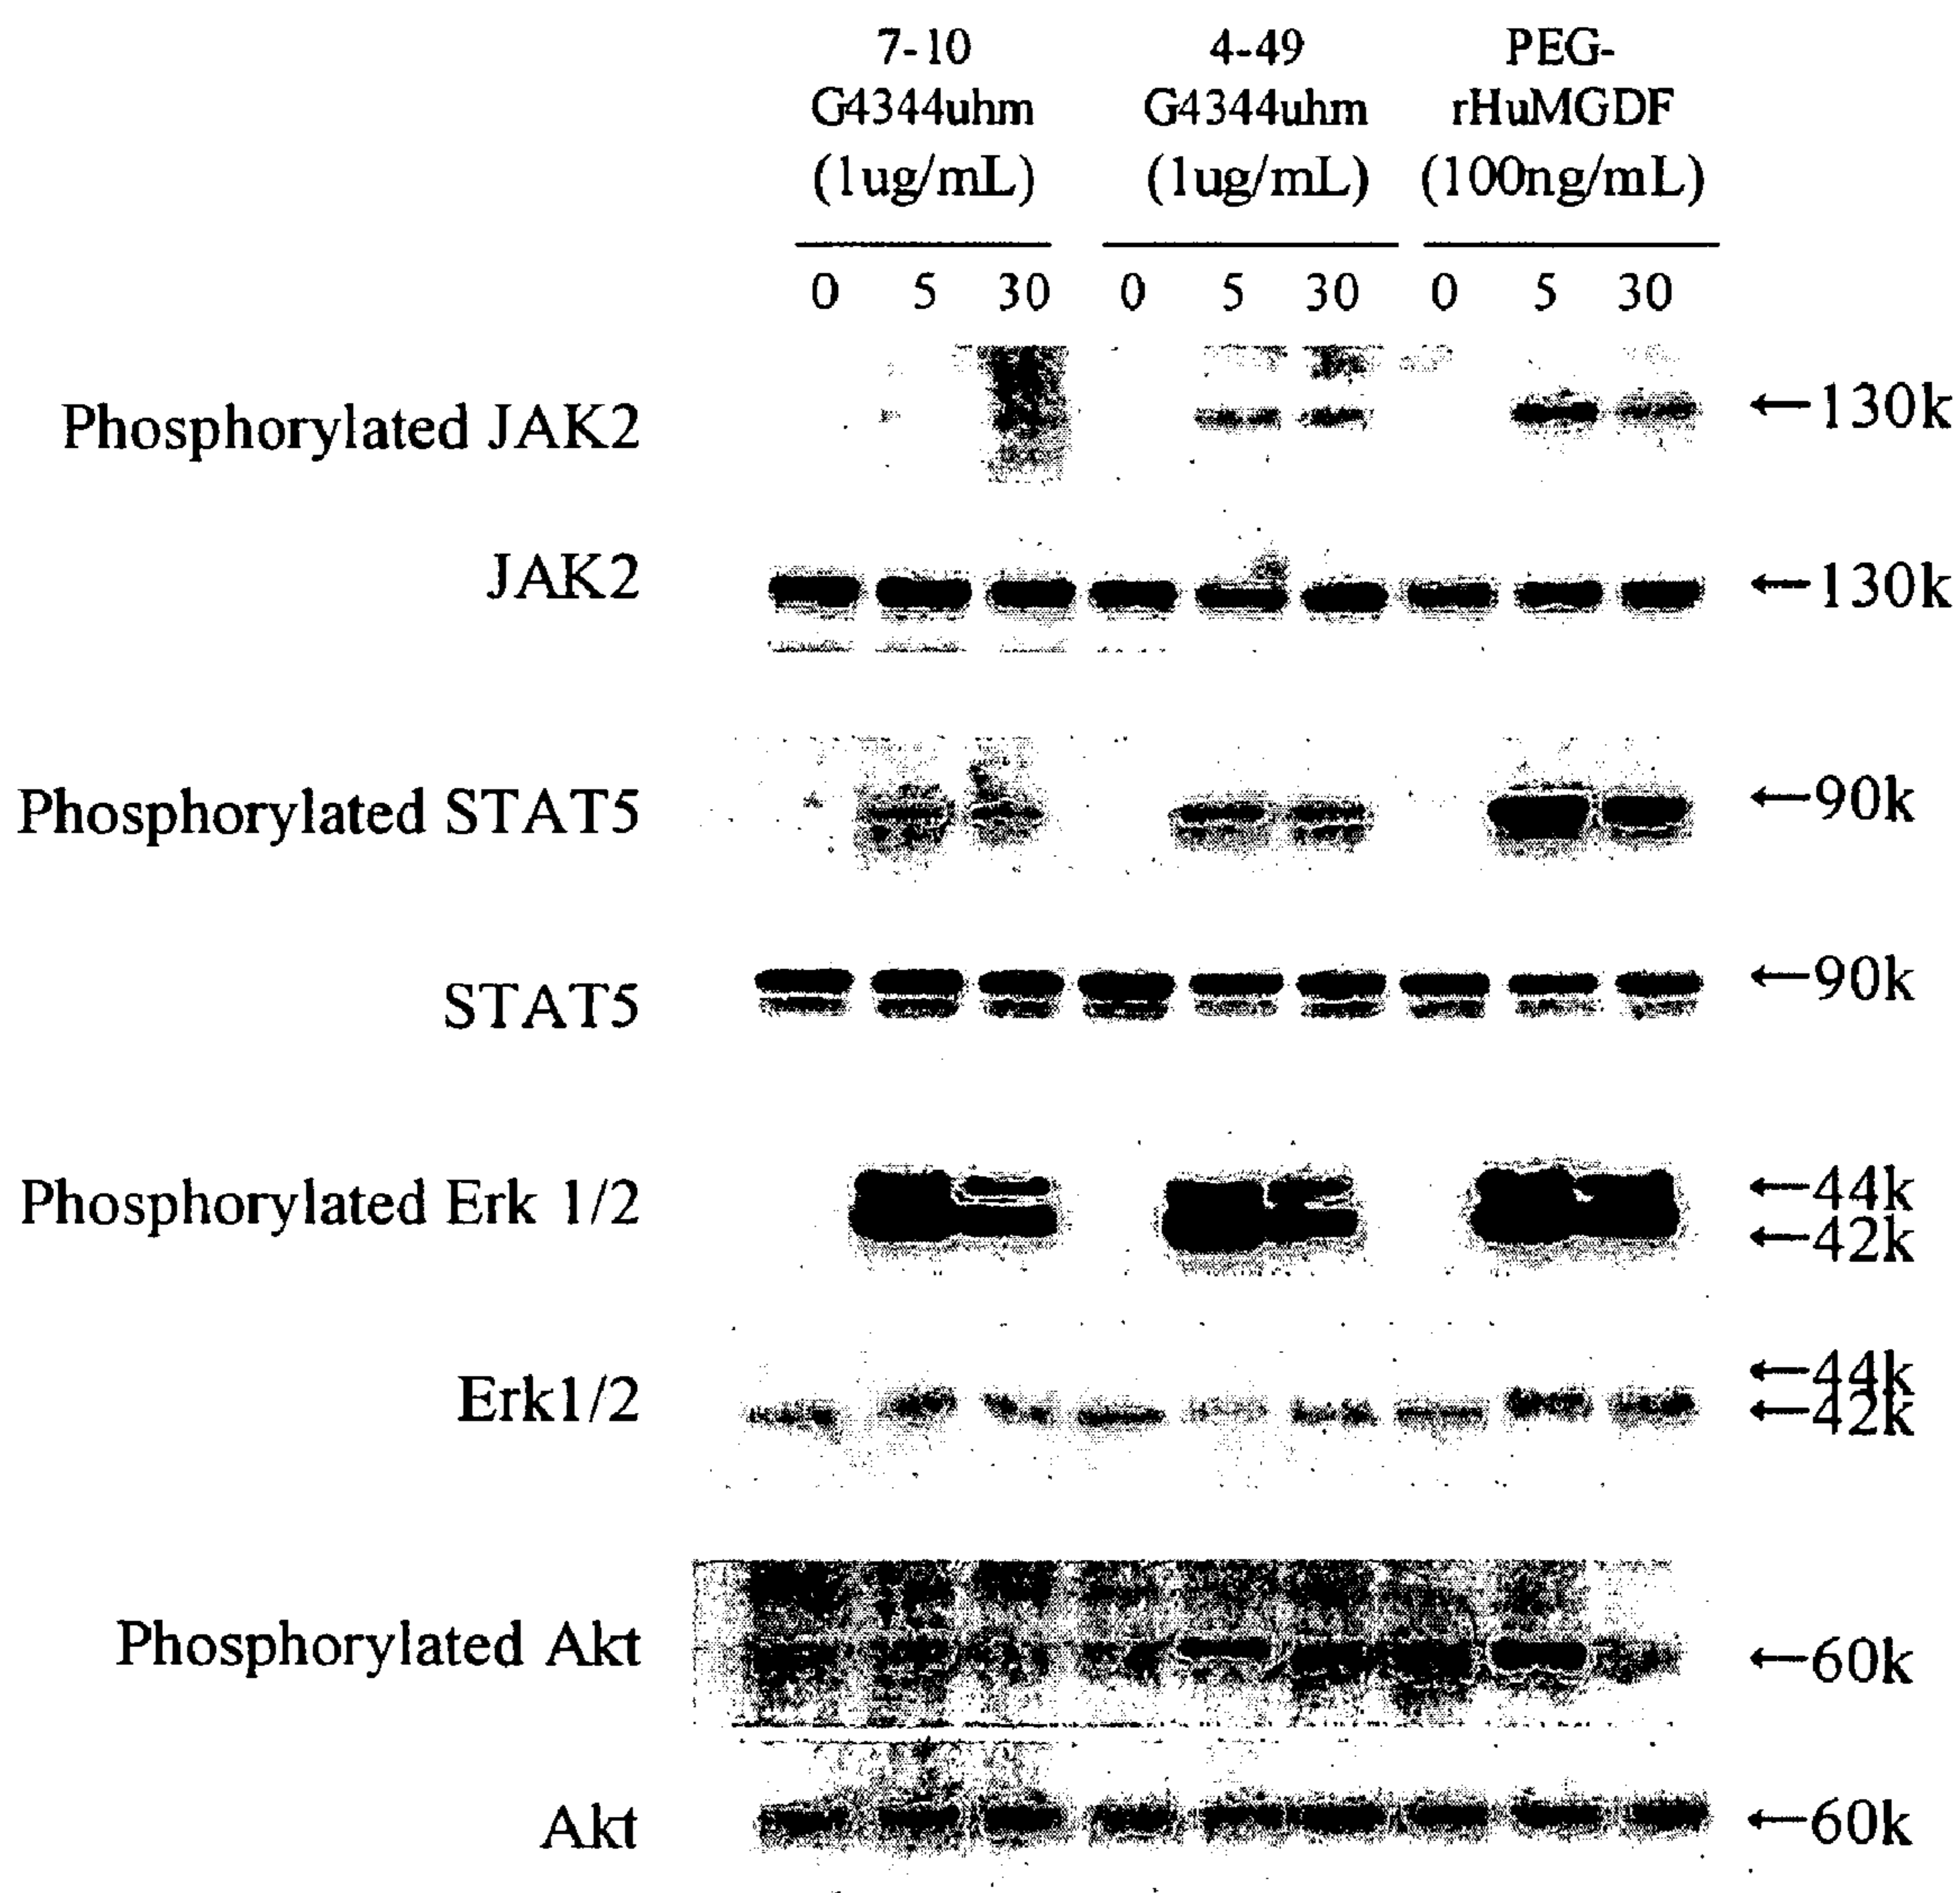 7-10 4-49 PEG-
G4344uhm G4344uhm rHuMGDF
(1ug/mL) (1ug/mL) (100ng/mL)
0 5 30 0 5 30 0 5 30
Phosphorylated JAK2 ←130k
JAK2 ←130k
Phosphorylated STAT5 ←90k
STAT5 ←90k
Phosphorylated Erk 1/2 ←44k
←42k
Erk1/2 ←44k
←42k
Phosphorylated Akt ←60k
Akt ←60k